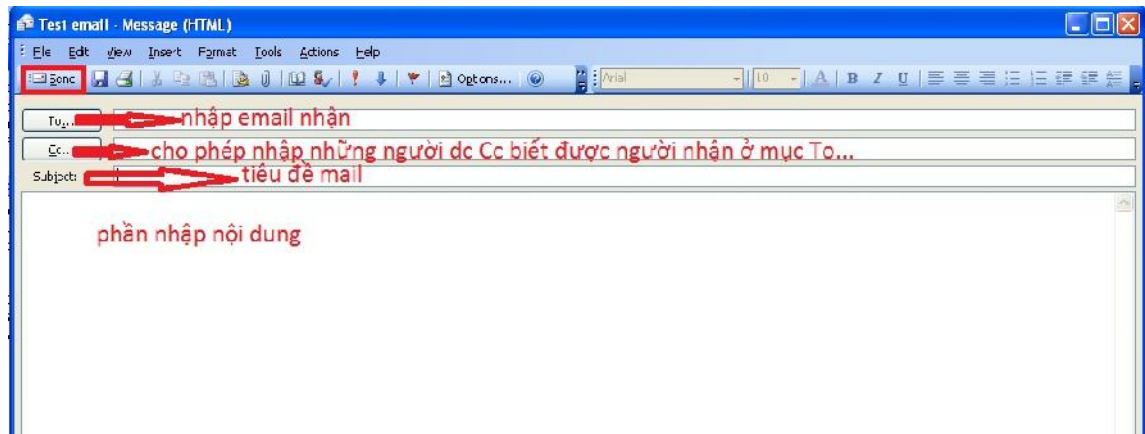 Test email - Message (HTML)
File Edit View Insert Format Tools Actions Help
Send Options... Arial 10 A B I U
To... nhập email nhận
Cc... cho phép nhập những người dc Cc biết được người nhận ở mục To...
Subject: tiêu đề mail
phần nhập nội dung